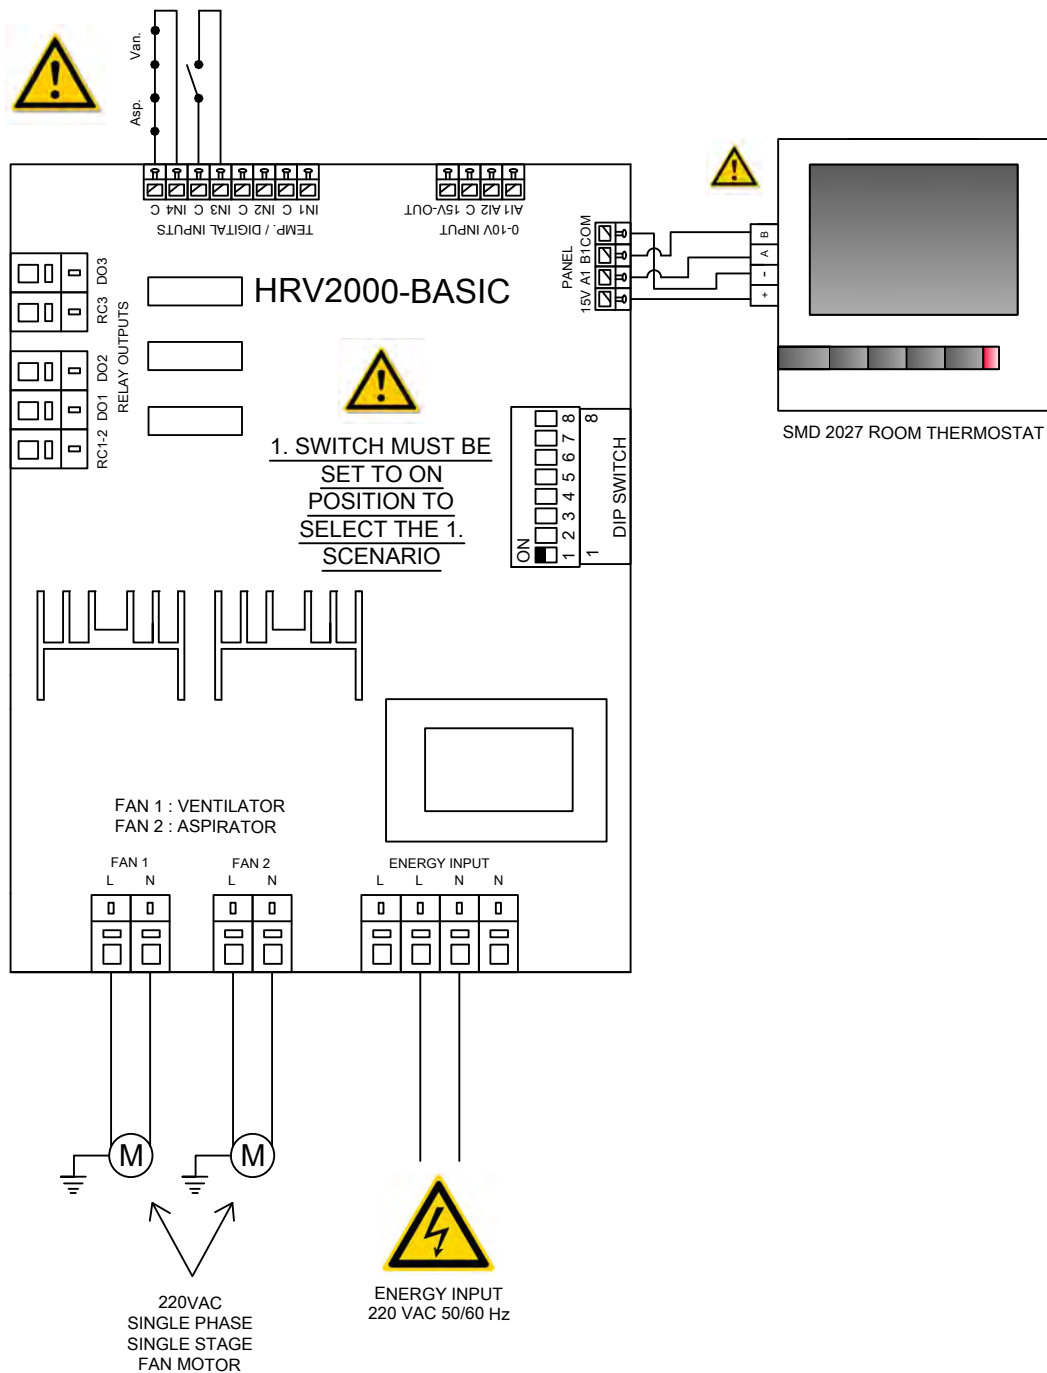 Van.
Asp.
C IN4 C IN3 C IN2 C IN1
TEMP. / DIGITAL INPUTS
15V-OUT C AI2 AI1
0-10V INPUT
PANEL
15V A1 B1 COM
B
A
-
+
SMD 2027 ROOM THERMOSTAT
HRV2000-BASIC
DO3
RC3
DO2
DO1
RC1-2
RELAY OUTPUTS
1. SWITCH MUST BE
SET TO ON
POSITION TO
SELECT THE 1.
SCENARIO
ON
1 2 3 4 5 6 7 8
1 8
DIP SWITCH
FAN 1 : VENTILATOR
FAN 2 : ASPIRATOR
FAN 1
L N
FAN 2
L N
ENERGY INPUT
L L N N
M
M
220VAC
SINGLE PHASE
SINGLE STAGE
FAN MOTOR
ENERGY INPUT
220 VAC 50/60 Hz